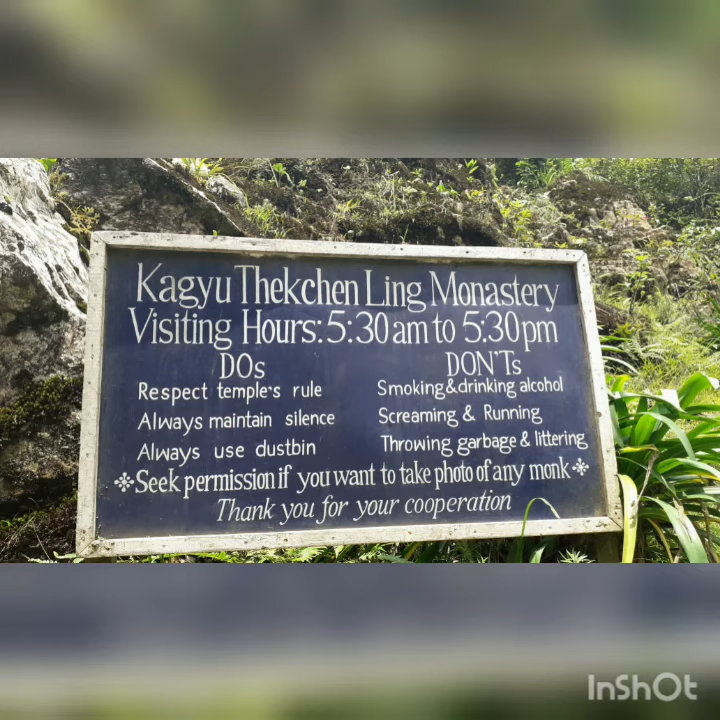 Kagyu Thekchen Ling Monastery
Visiting Hours: 5:30 am to 5:30 pm
DOs
Respect temple's rule
Always maintain silence
Always use dustbin
DON'Ts
Smoking & drinking alcohol
Screaming & Running
Throwing garbage & littering
Seek permission if you want to take photo of any monk
Thank you for your cooperation
InShOt